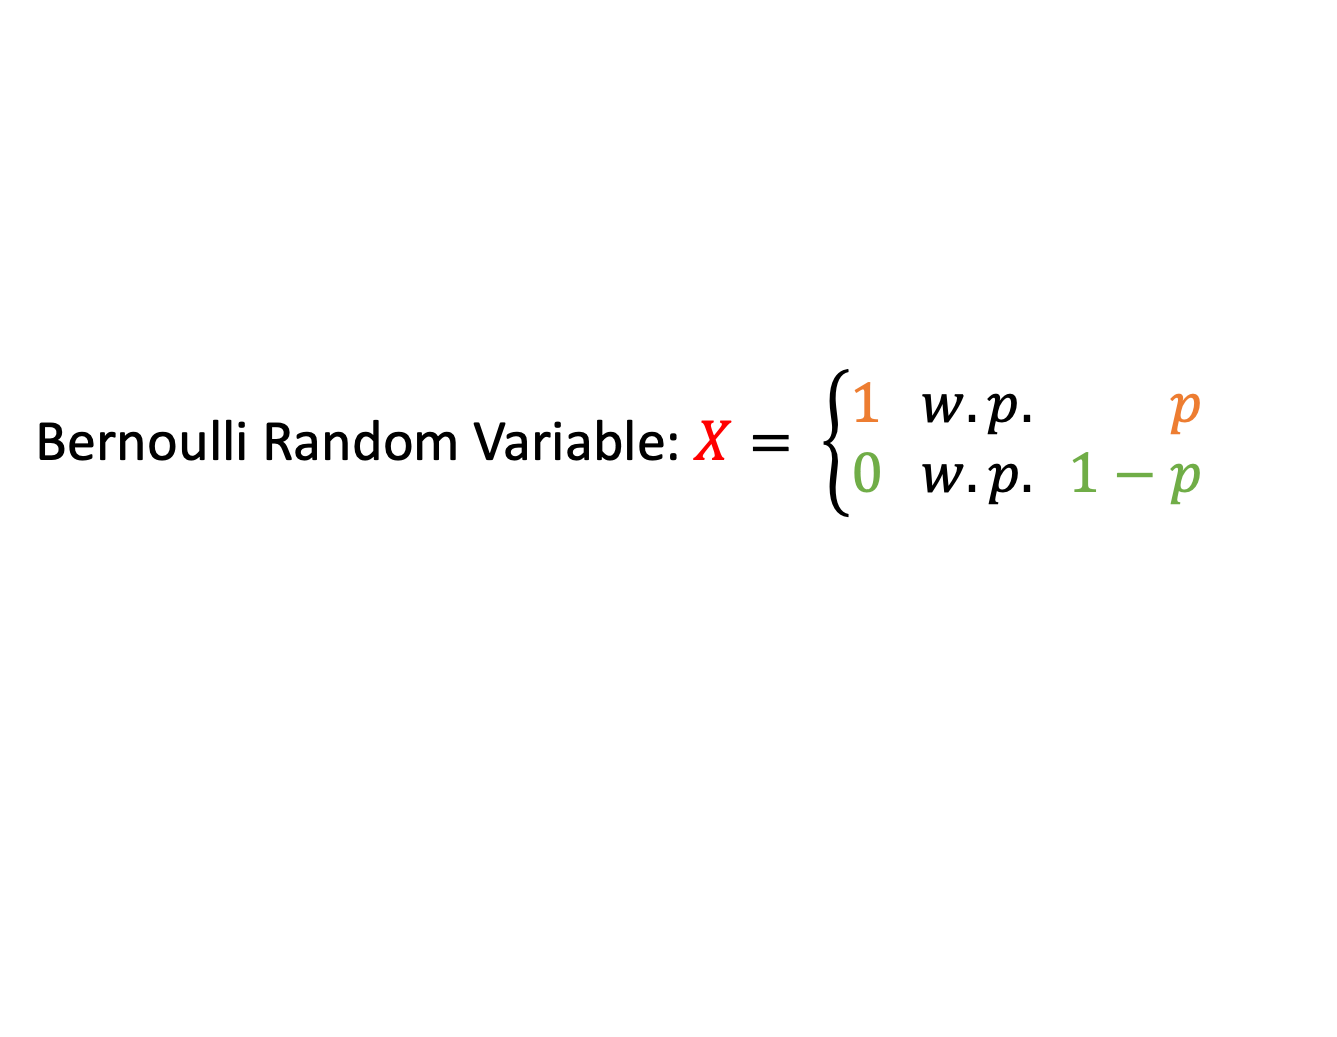 Bernoulli Random Variable: X = {1 w.p. p
0 w.p. 1 − p